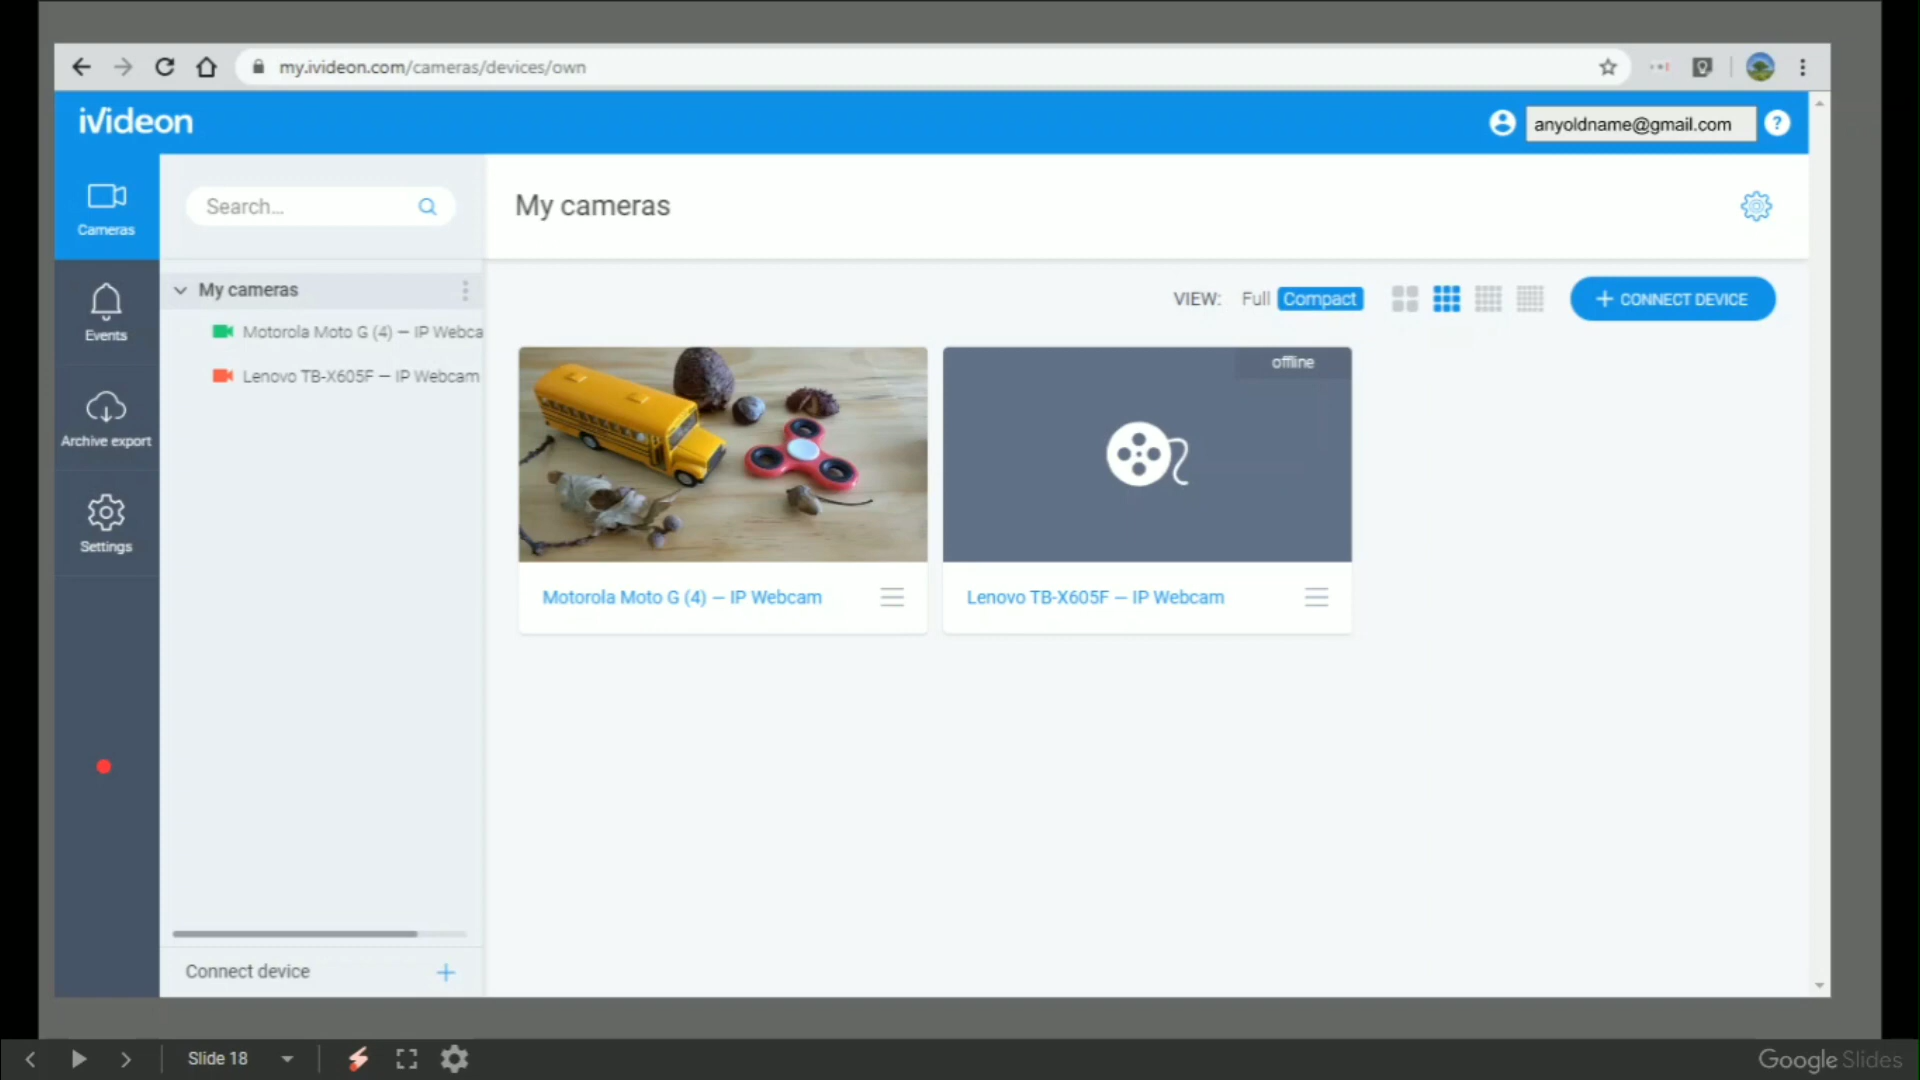 my.ivideon.com/cameras/devices/own
iVideon
anyoldname@gmail.com
?
Cameras
Search...
My cameras
Events
My cameras
Motorola Moto G (4) — IP Webca
Lenovo TB-X605F — IP Webcam
VIEW: Full Compact
+ CONNECT DEVICE
offline
Archive export
Settings
Motorola Moto G (4) — IP Webcam
Lenovo TB-X605F — IP Webcam
Connect device +
Slide 18
Google Slides